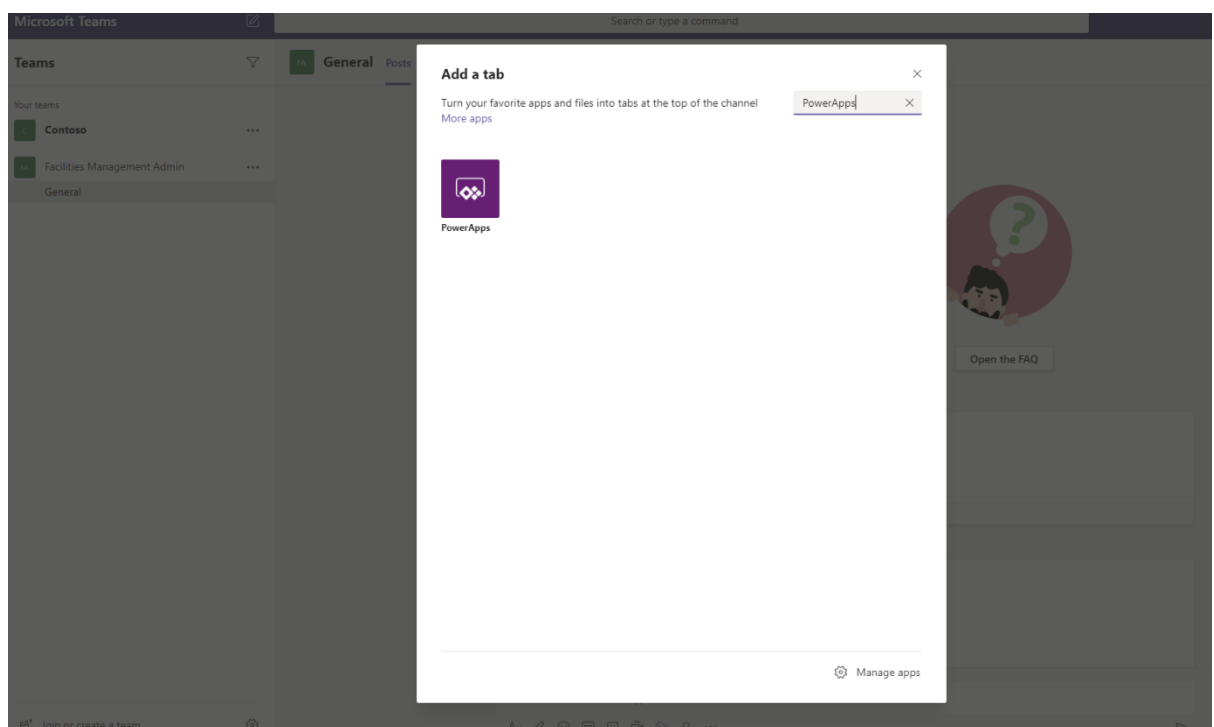 Microsoft Teams
Search or type a command
Teams
FA
General
Posts
Your teams
C
Contoso
FA
Facilities Management Admin
General
Add a tab
Turn your favorite apps and files into tabs at the top of the channel
More apps
PowerApps
PowerApps
Open the FAQ
Manage apps
Join or create a team